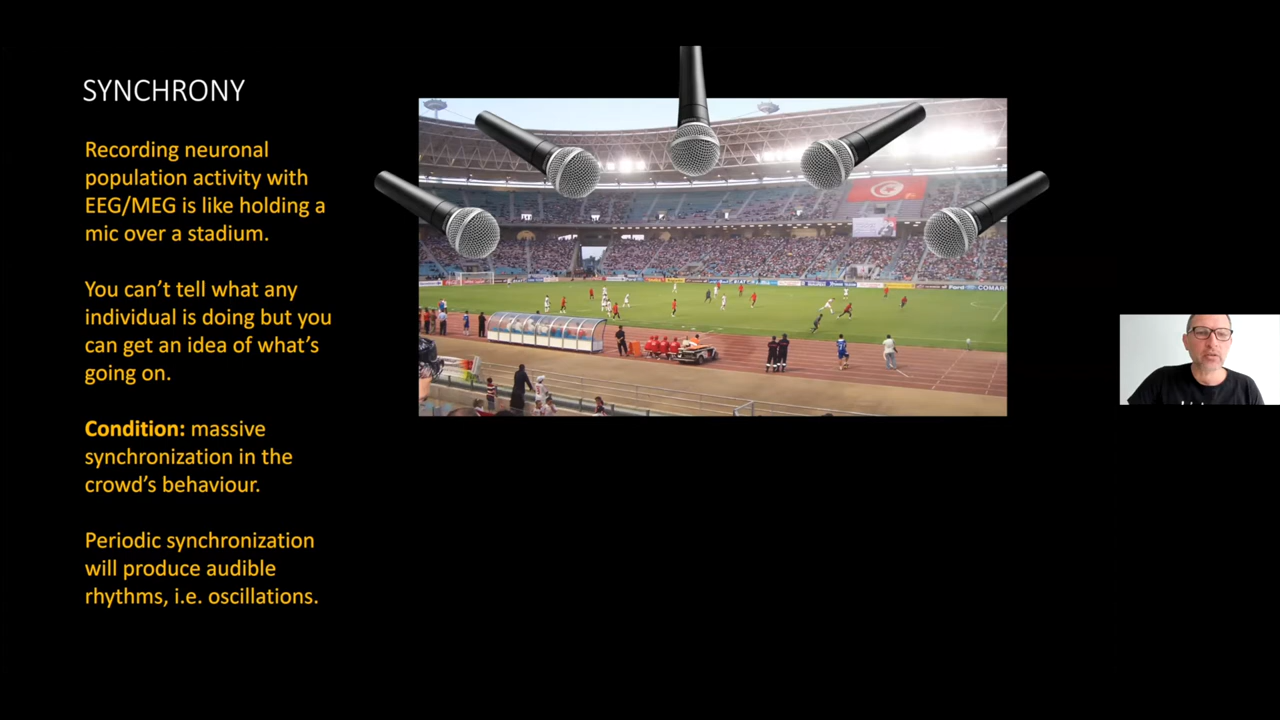 SYNCHRONY
Recording neuronal
population activity with
EEG/MEG is like holding a
mic over a stadium.
You can’t tell what any
individual is doing but you
can get an idea of what’s
going on.
Condition: massive
synchronization in the
crowd’s behaviour.
Periodic synchronization
will produce audible
rhythms, i.e. oscillations.